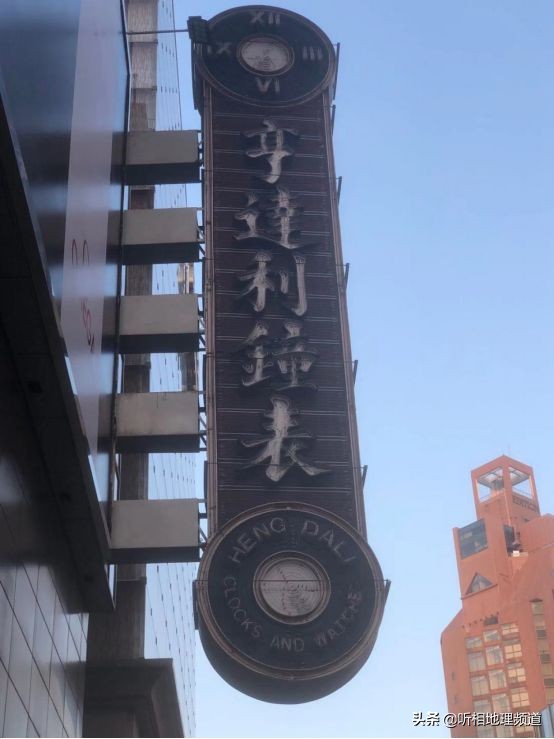 XII
IX III
VI
亨達利鐘表
HENG DALI
CLOCKS AND WATCHES
头条 @听相地理频道